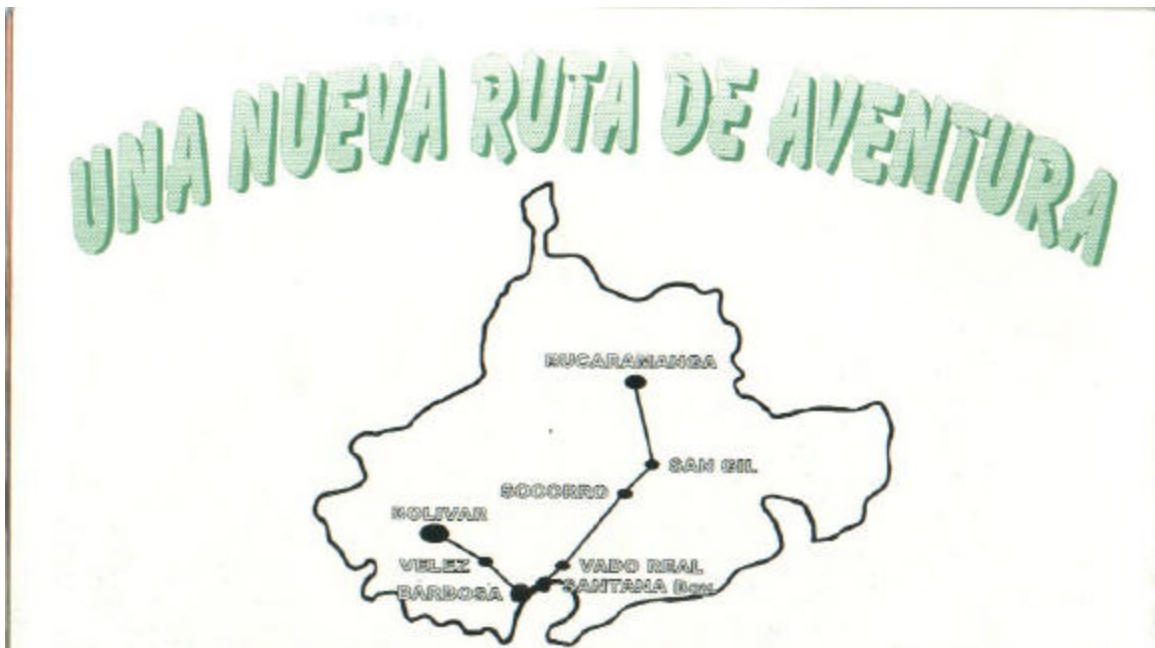 UNA NUEVA RUTA DE AVENTURA
BUCARAMANGA
SAN GIL
SOCORRO
BOLIVAR
VELEZ
VADO REAL
BARBOSA
SANTANA Boy.